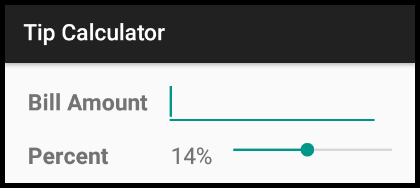 Tip Calculator
Bill Amount
Percent 14%